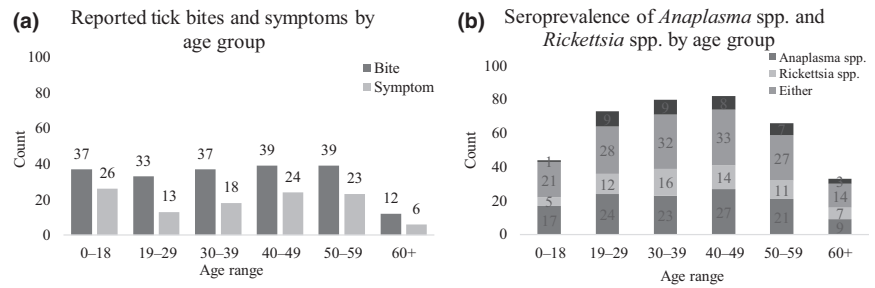 (a) Reported tick bites and symptoms by
age group
Bite
Symptom
Count
100
80
60
40
20
0
37 26 33 13 37 18 39 24 39 23 12 6
0–18 19–29 30–39 40–49 50–59 60+
Age range
(b) Seroprevalence of Anaplasma spp. and
Rickettsia spp. by age group
Anaplasma spp.
Rickettsia spp.
Either
Count
100
80
60
40
20
0
1 9 9 8 7 3
21 28 32 33 27 14
5 12 16 14 11 7
17 24 23 27 21 9
0–18 19–29 30–39 40–49 50–59 60+
Age range